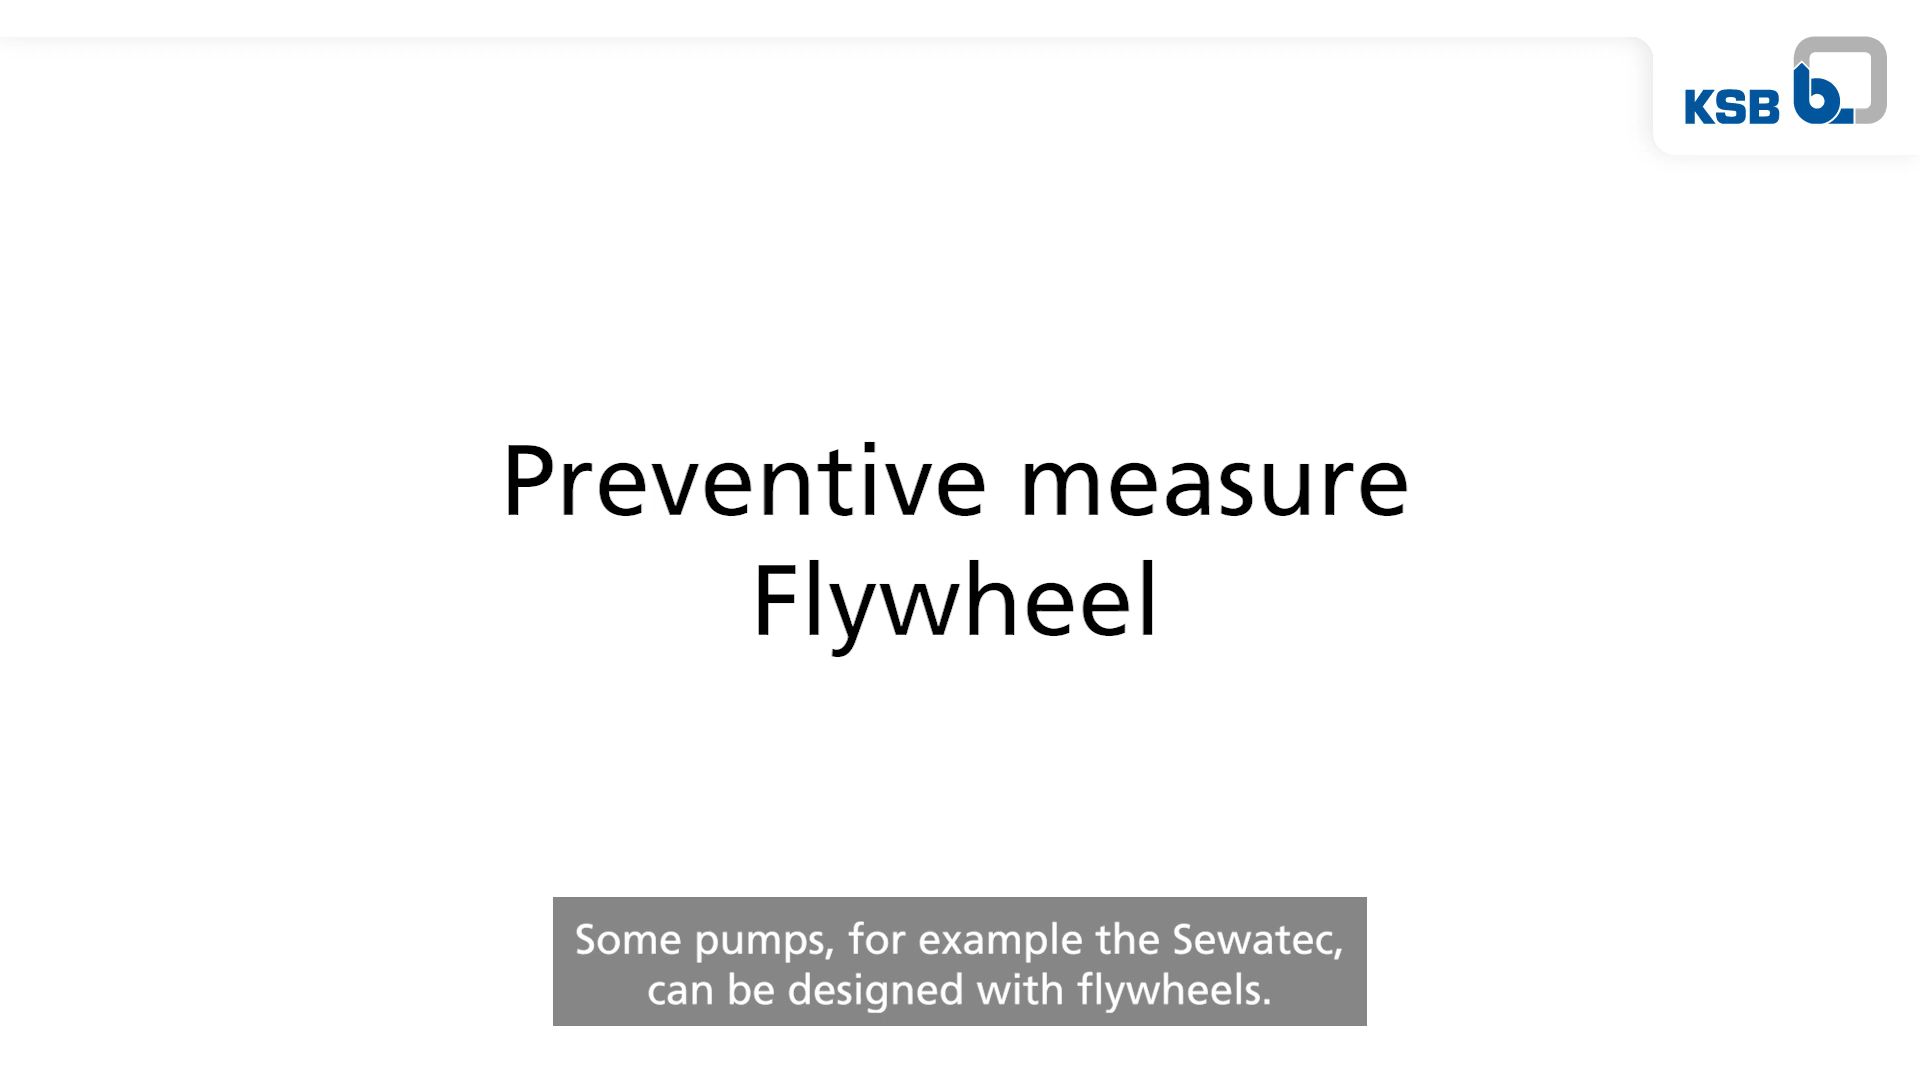 KSB
Preventive measure
Flywheel
Some pumps, for example the Sewatec,
can be designed with flywheels.